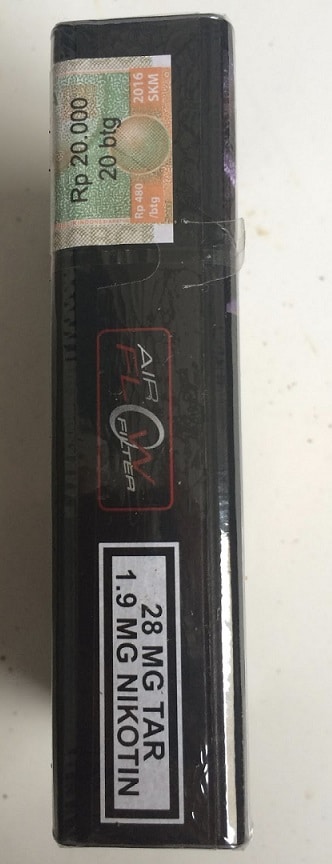 Rp 20.000
20 btg
Rp 480
/btg
2016
SKM
AIR
FLOW
FILTER
28 MG TAR
1.9 MG NIKOTIN